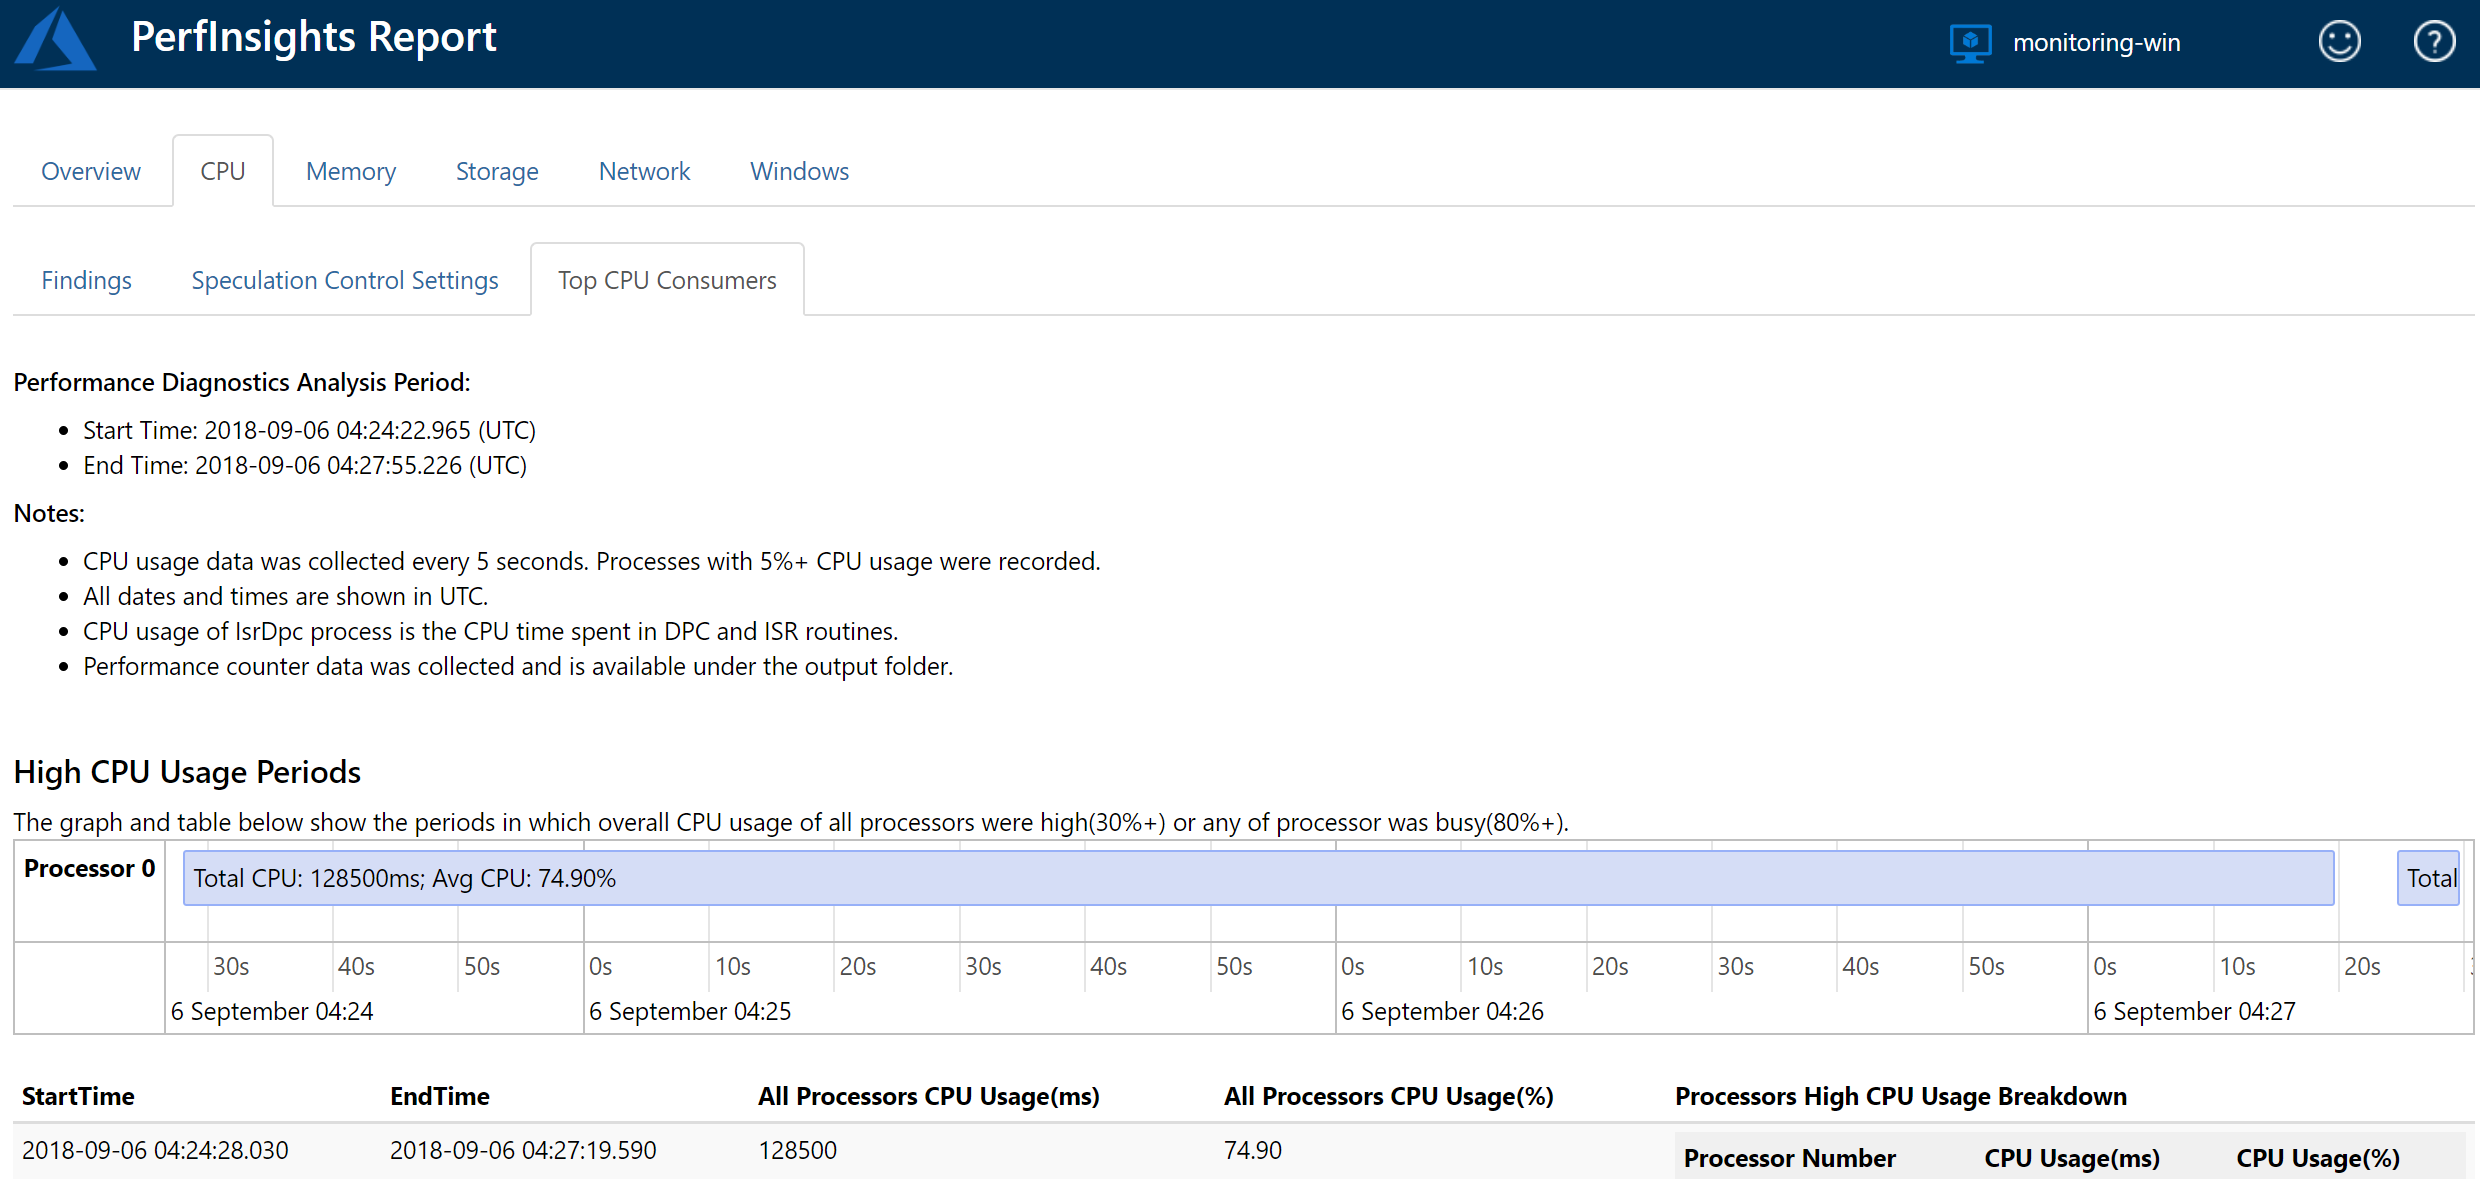 PerfInsights Report
monitoring-win
?
Overview CPU Memory Storage Network Windows
Findings Speculation Control Settings Top CPU Consumers
Performance Diagnostics Analysis Period:
• Start Time: 2018-09-06 04:24:22.965 (UTC)
• End Time: 2018-09-06 04:27:55.226 (UTC)
Notes:
• CPU usage data was collected every 5 seconds. Processes with 5%+ CPU usage were recorded.
• All dates and times are shown in UTC.
• CPU usage of IsrDpc process is the CPU time spent in DPC and ISR routines.
• Performance counter data was collected and is available under the output folder.
High CPU Usage Periods
The graph and table below show the periods in which overall CPU usage of all processors were high(30%+) or any of processor was busy(80%+).
Processor 0 Total CPU: 128500ms; Avg CPU: 74.90% Total
30s 40s 50s 0s 10s 20s 30s 40s 50s 0s 10s 20s 30s 40s 50s 0s 10s 20s
6 September 04:24 6 September 04:25 6 September 04:26 6 September 04:27
StartTime EndTime All Processors CPU Usage(ms) All Processors CPU Usage(%) Processors High CPU Usage Breakdown
2018-09-06 04:24:28.030 2018-09-06 04:27:19.590 128500 74.90
Processor Number CPU Usage(ms) CPU Usage(%)